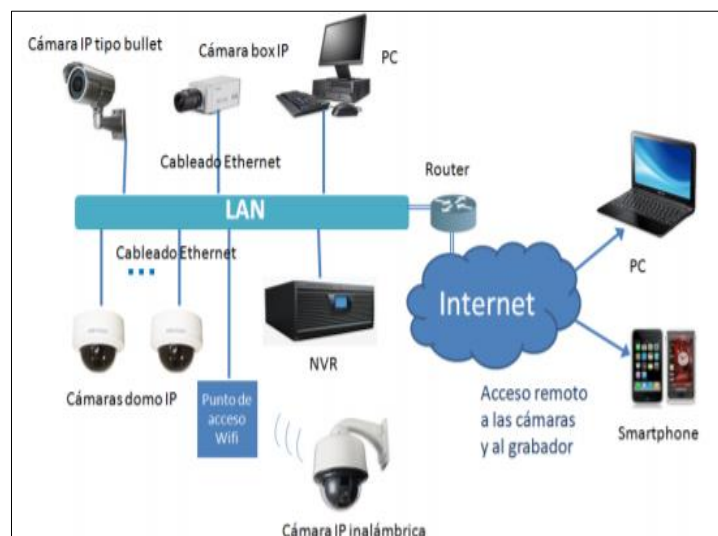 Cámara IP tipo bullet
Cámara box IP
PC
Cableado Ethernet
Router
LAN
Cableado Ethernet
Internet
PC
NVR
Cámaras domo IP
Punto de
acceso
Wifi
Acceso remoto
a las cámaras
y al grabador
Smartphone
Cámara IP inalámbrica